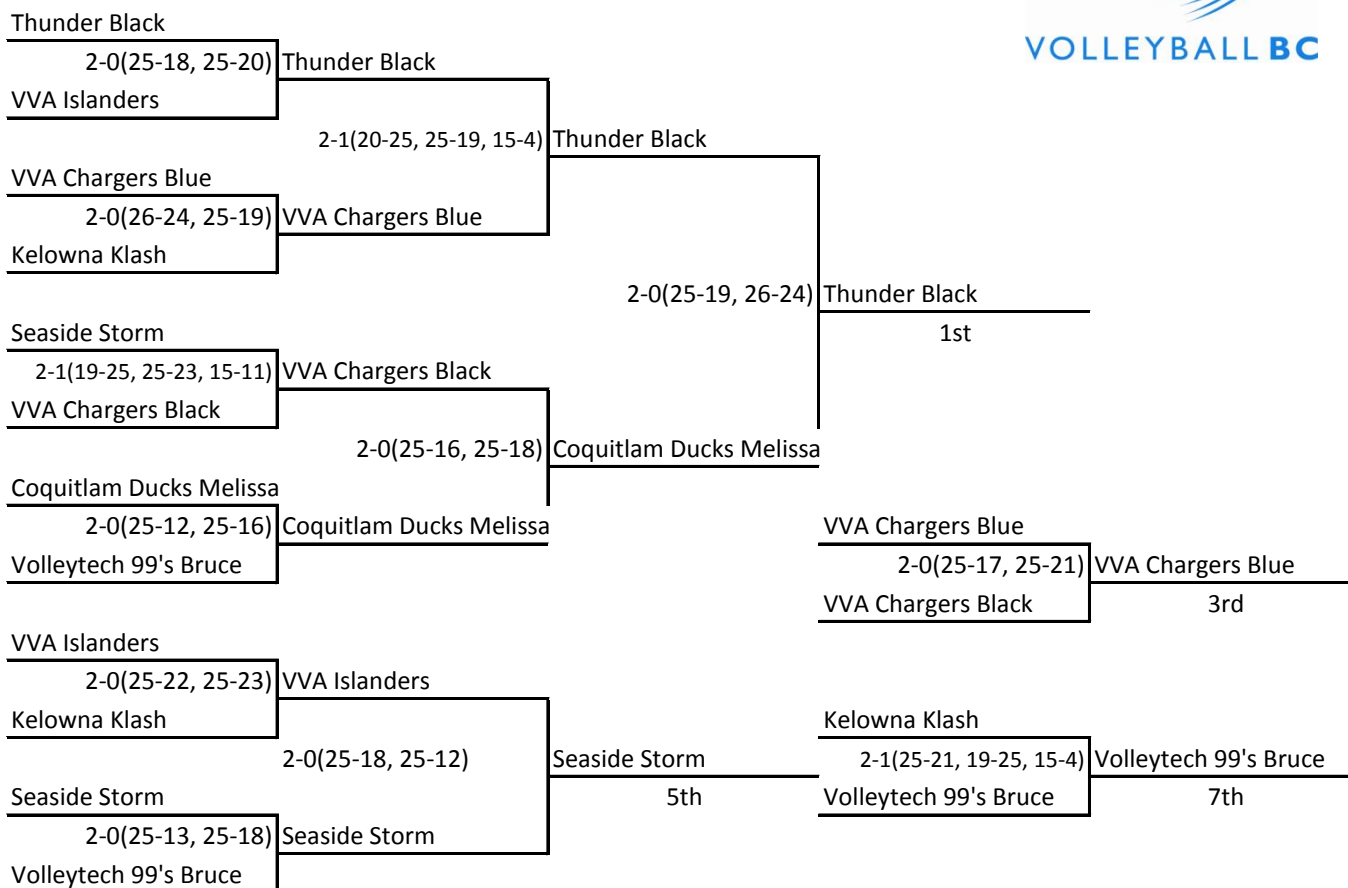 Thunder Black
VOLLEYBALL BC
2-0(25-18, 25-20) Thunder Black
VVA Islanders
2-1(20-25, 25-19, 15-4) Thunder Black
VVA Chargers Blue
2-0(26-24, 25-19) VVA Chargers Blue
Kelowna Klash
2-0(25-19, 26-24) Thunder Black
Seaside Storm 1st
2-1(19-25, 25-23, 15-11) VVA Chargers Black
VVA Chargers Black
2-0(25-16, 25-18) Coquitlam Ducks Melissa
Coquitlam Ducks Melissa
2-0(25-12, 25-16) Coquitlam Ducks Melissa VVA Chargers Blue
Volleytech 99's Bruce 2-0(25-17, 25-21) VVA Chargers Blue
VVA Chargers Black 3rd
VVA Islanders
2-0(25-22, 25-23) VVA Islanders
Kelowna Klash Kelowna Klash
2-0(25-18, 25-12) Seaside Storm 2-1(25-21, 19-25, 15-4) Volleytech 99's Bruce
Seaside Storm 5th Volleytech 99's Bruce 7th
2-0(25-13, 25-18) Seaside Storm
Volleytech 99's Bruce